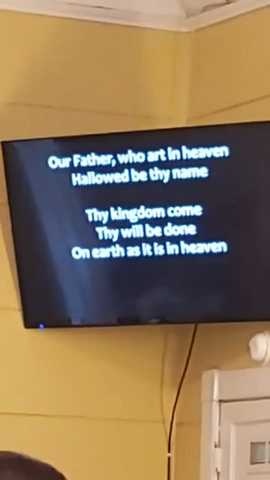 Our Father, who art in heaven
Hallowed be thy name
Thy kingdom come
Thy will be done
On earth as it is in heaven